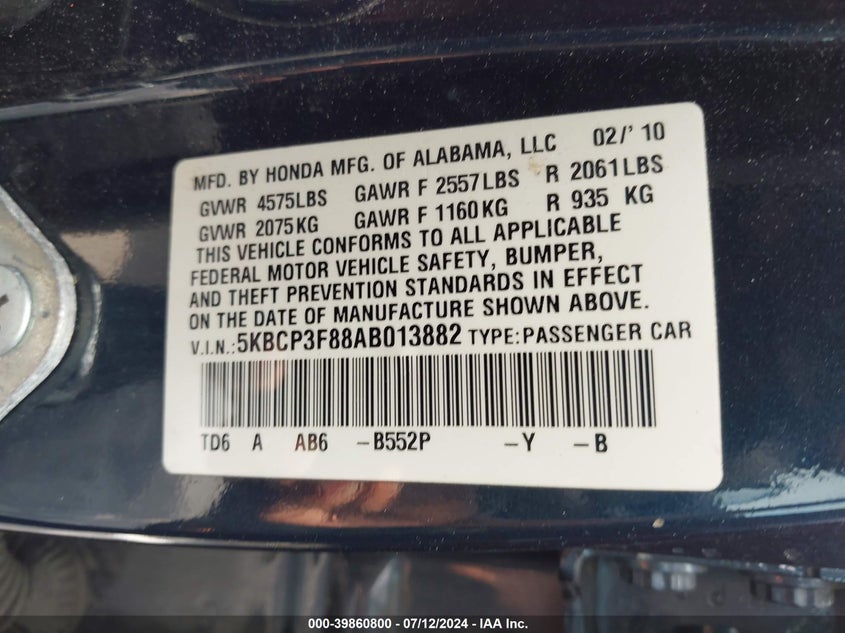 MFD. BY HONDA MFG. OF ALABAMA, LLC 02/'10
GVWR 4575LBS GAWR F 2557LBS R 2061LBS
GVWR 2075KG GAWR F 1160KG R 935 KG
THIS VEHICLE CONFORMS TO ALL APPLICABLE
FEDERAL MOTOR VEHICLE SAFETY, BUMPER,
AND THEFT PREVENTION STANDARDS IN EFFECT
ON THE DATE OF MANUFACTURE SHOWN ABOVE.
V.I.N.:5KBCP3F88AB013882 TYPE:PASSENGER CAR
TD6 A AB6 -B552P -Y -B
000-39860800 - 07/12/2024 - IAA Inc.